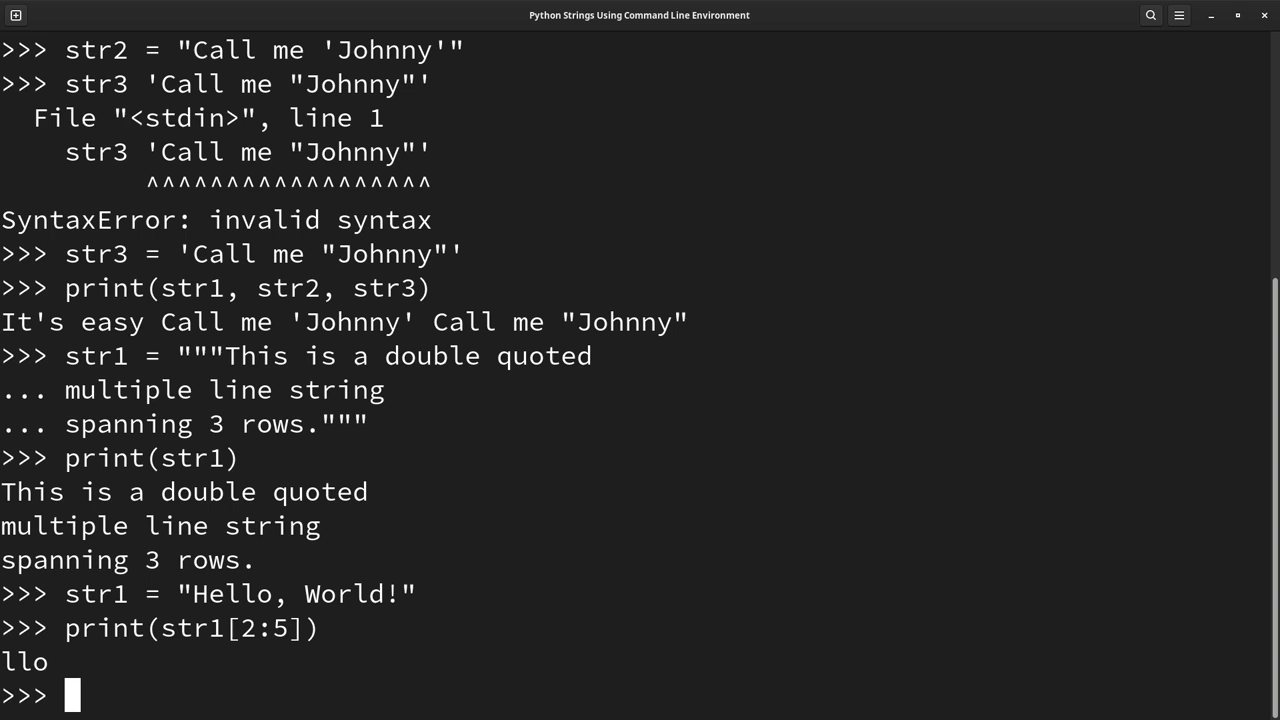 Python Strings Using Command Line Environment
>>> str2 = "Call me 'Johnny'"
>>> str3 'Call me "Johnny"'
  File "<stdin>", line 1
    str3 'Call me "Johnny"'
         ^^^^^^^^^^^^^^^^^^
SyntaxError: invalid syntax
>>> str3 = 'Call me "Johnny"'
>>> print(str1, str2, str3)
It's easy Call me 'Johnny' Call me "Johnny"
>>> str1 = """This is a double quoted
... multiple line string
... spanning 3 rows."""
>>> print(str1)
This is a double quoted
multiple line string
spanning 3 rows.
>>> str1 = "Hello, World!"
>>> print(str1[2:5])
llo
>>>